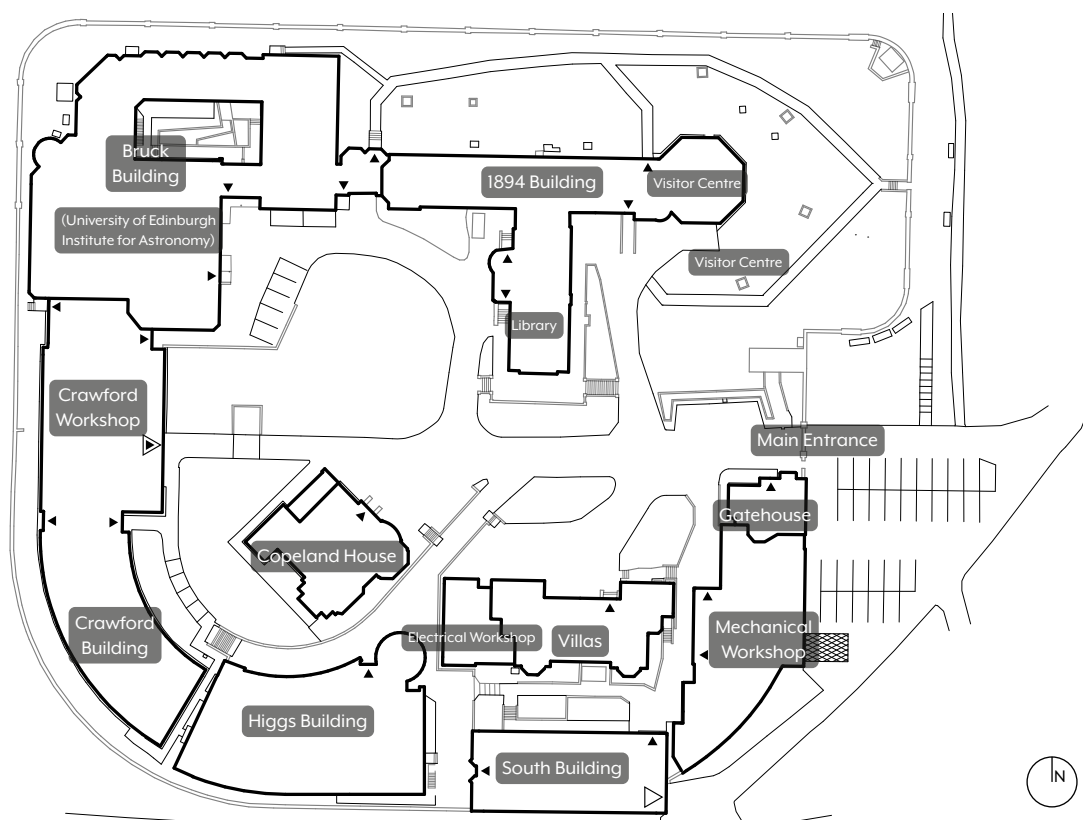 Bruck
Building
1894 Building
Visitor Centre
(University of Edinburgh
Institute for Astronomy)
Visitor Centre
Library
Crawford
Workshop
Main Entrance
Gatehouse
Copeland House
Crawford
Building
Electrical Workshop
Villas
Mechanical
Workshop
Higgs Building
South Building
N